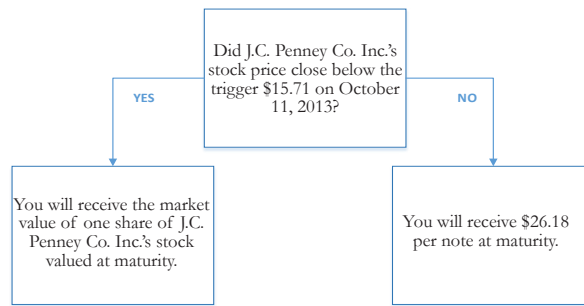 Did J.C. Penney Co. Inc.'s
stock price close below the
trigger $15.71 on October
11, 2013?
YES
NO
You will receive the market
value of one share of J.C.
Penney Co. Inc.'s stock
valued at maturity.
You will receive $26.18
per note at maturity.